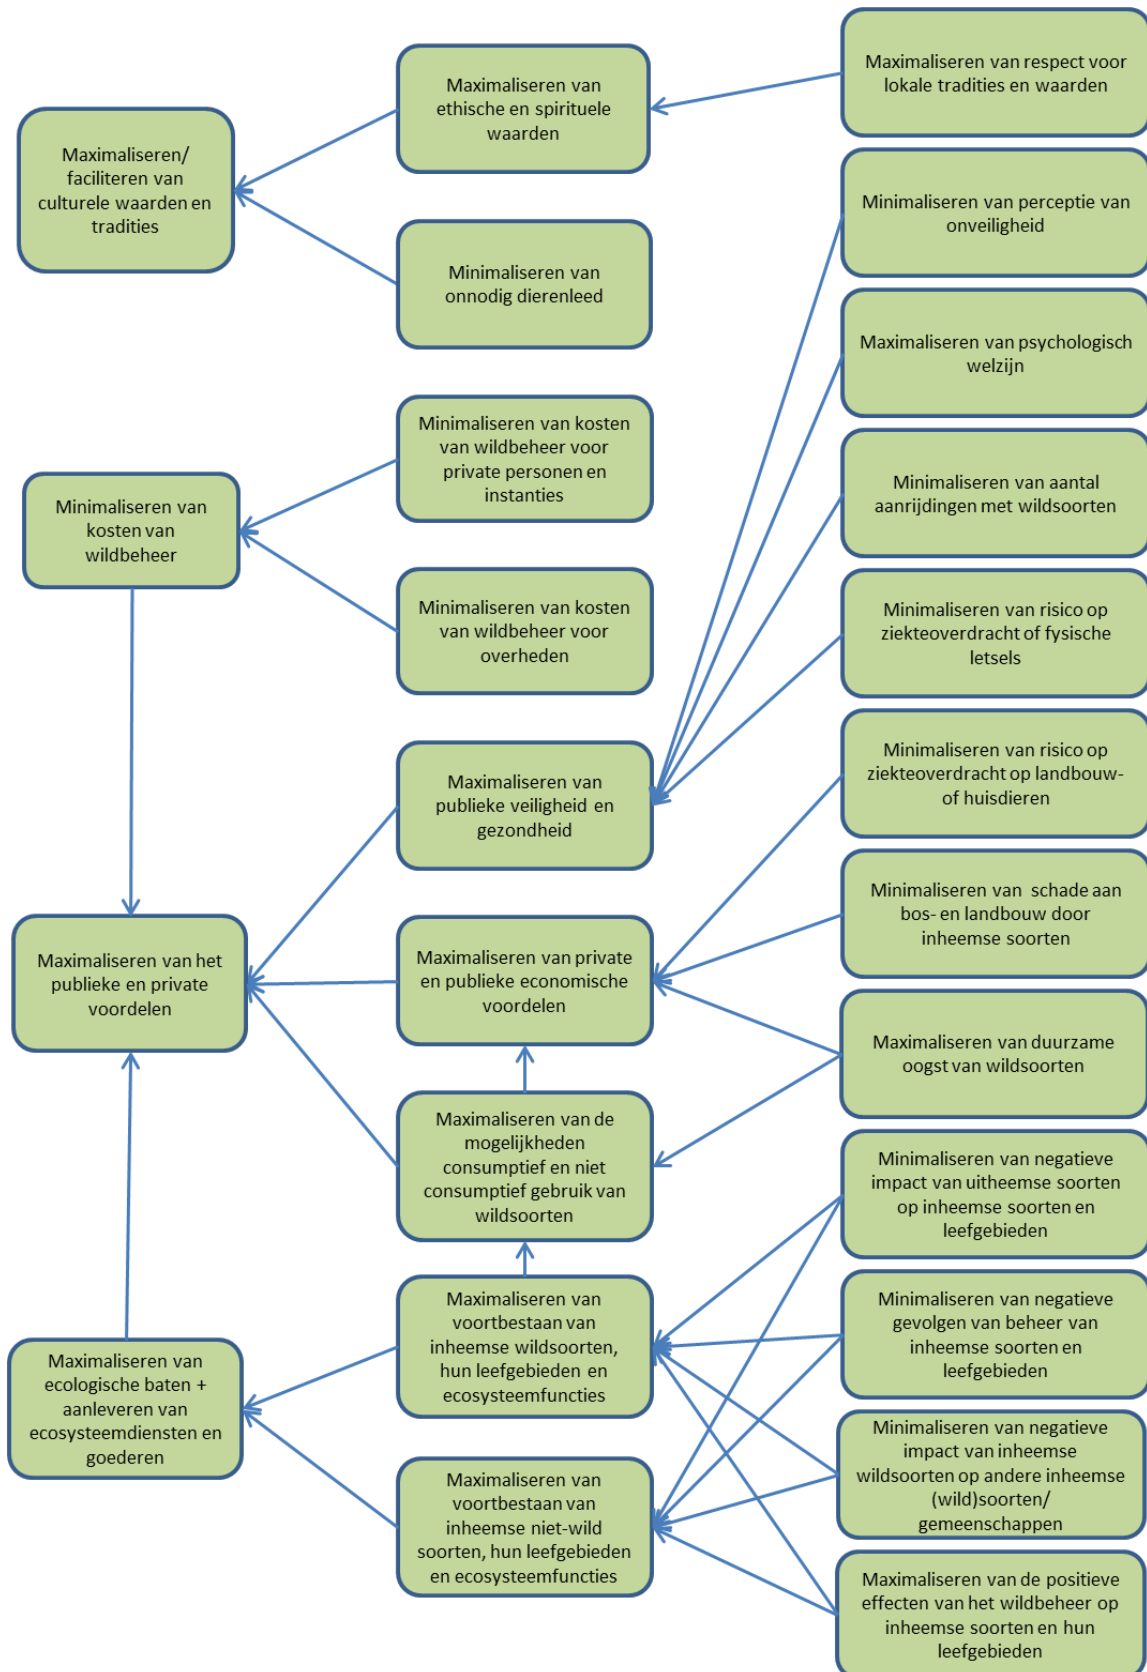 Maximaliseren/
faciliteren van
culturele waarden en
tradities
Minimaliseren van
kosten van
wildbeheer
Maximaliseren van het
publieke en private
voordelen
Maximaliseren van
ecologische baten +
aanleveren van
ecosysteemdiensten en
goederen
Maximaliseren van
ethische en spirituele
waarden
Minimaliseren van
onnodig dierenleed
Minimaliseren van kosten
van wildbeheer voor
private personen en
instanties
Minimaliseren van kosten
van wildbeheer voor
overheden
Maximaliseren van
publieke veiligheid en
gezondheid
Maximaliseren van private
en publieke economische
voordelen
Maximaliseren van de
mogelijkheden
consumptief en niet
consumptief gebruik van
wildsoorten
Maximaliseren van
voortbestaan van
inheemse wildsoorten,
hun leefgebieden en
ecosysteemfuncties
Maximaliseren van
voortbestaan van
inheemse niet-wild
soorten, hun leefgebieden
en ecosysteemfuncties
Maximaliseren van respect voor
lokale tradities en waarden
Minimaliseren van perceptie van
onveiligheid
Maximaliseren van psychologisch
welzijn
Minimaliseren van aantal
aanrijdingen met wildsoorten
Minimaliseren van risico op
ziekteoverdracht of fysische
letsels
Minimaliseren van risico op
ziekteoverdracht op landbouw-
of huisdieren
Minimaliseren van schade aan
bos- en landbouw door
inheemse soorten
Maximaliseren van duurzame
oogst van wildsoorten
Minimaliseren van negatieve
impact van uitheemse soorten
op inheemse soorten en
leefgebieden
Minimaliseren van negatieve
gevolgen van beheer van
inheemse soorten en
leefgebieden
Minimaliseren van negatieve
impact van inheemse
wildsoorten op andere inheemse
(wild)soorten/
gemeenschappen
Maximaliseren van de positieve
effecten van het wildbeheer op
inheemse soorten en hun
leefgebieden